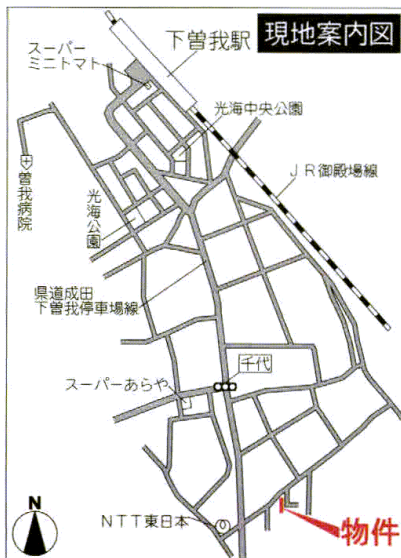 現地案内図
下曽我駅
スーパー
ミニトマト
光海中央公園
JR御殿場線
曽我病院
光海
公園
県道成田
下曽我停車場線
千代
スーパーあらや
N
NTT東日本
物件